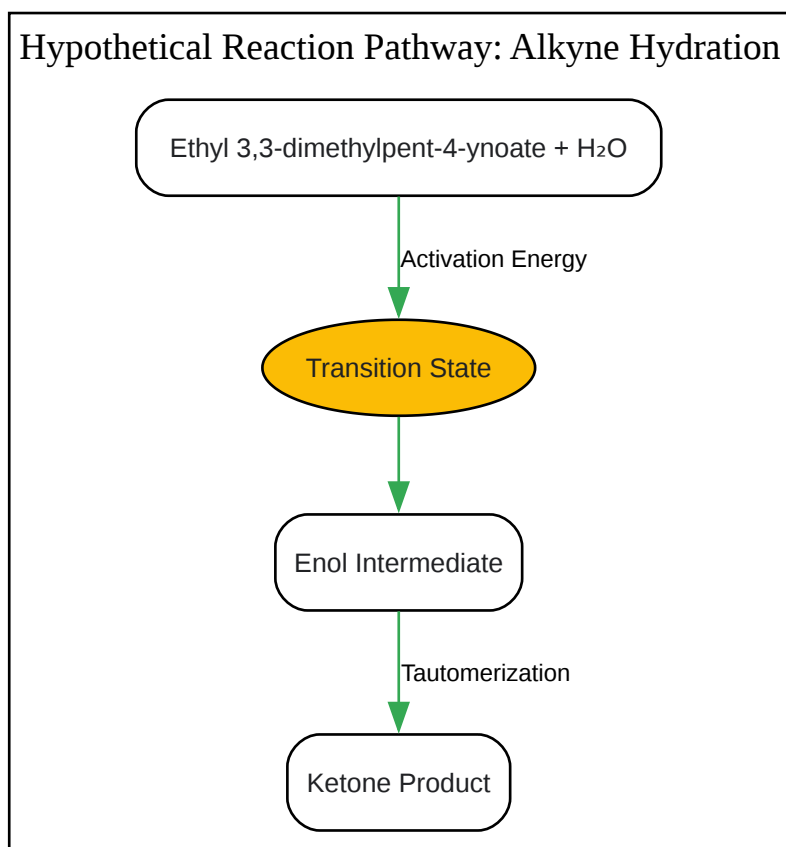 Hypothetical Reaction Pathway: Alkyne Hydration
Ethyl 3,3-dimethylpent-4-ynoate + H₂O
Activation Energy
Transition State
Enol Intermediate
Tautomerization
Ketone Product